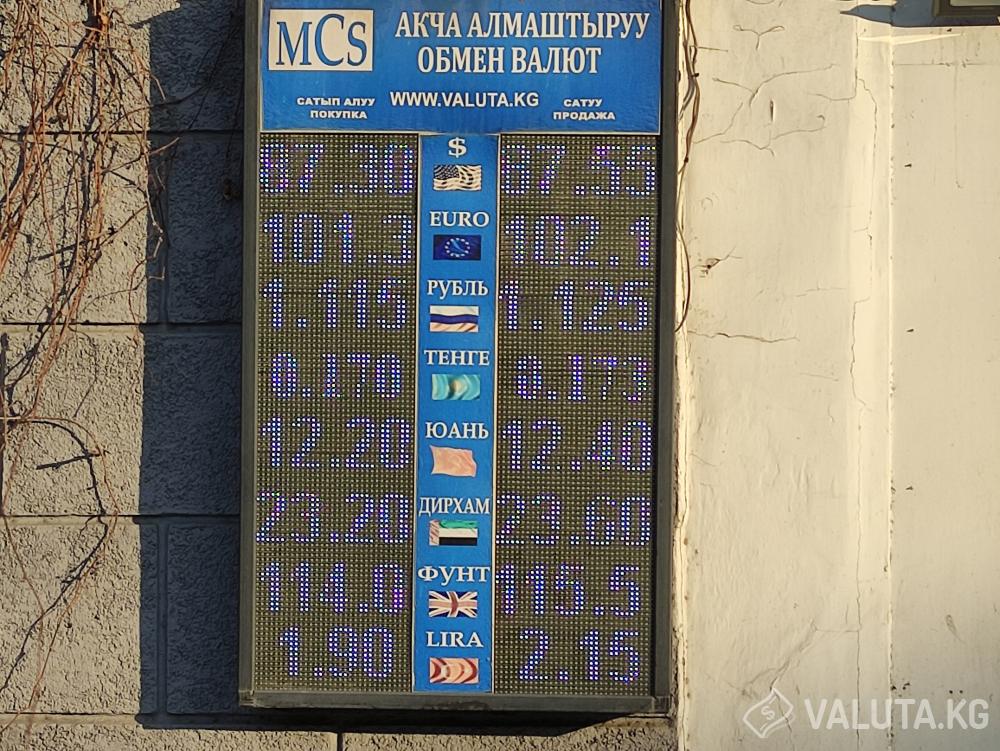 MCS
АКЧА АЛМАШТЫРУУ
ОБМЕН ВАЛЮТ
САТЫП АЛУУ
ПОКУПКА
WWW.VALUTA.KG
САТУУ
ПРОДАЖА
87.30 $ 87.55
101.3 EURO 102.1
1.115 РУБЛЬ 1.125
0.170 ТЕНГЕ 0.173
12.20 ЮАНЬ 12.40
23.20 ДИРХАМ 23.60
114.0 ФУНТ 115.5
1.90 LIRA 2.15
VALUTA.KG